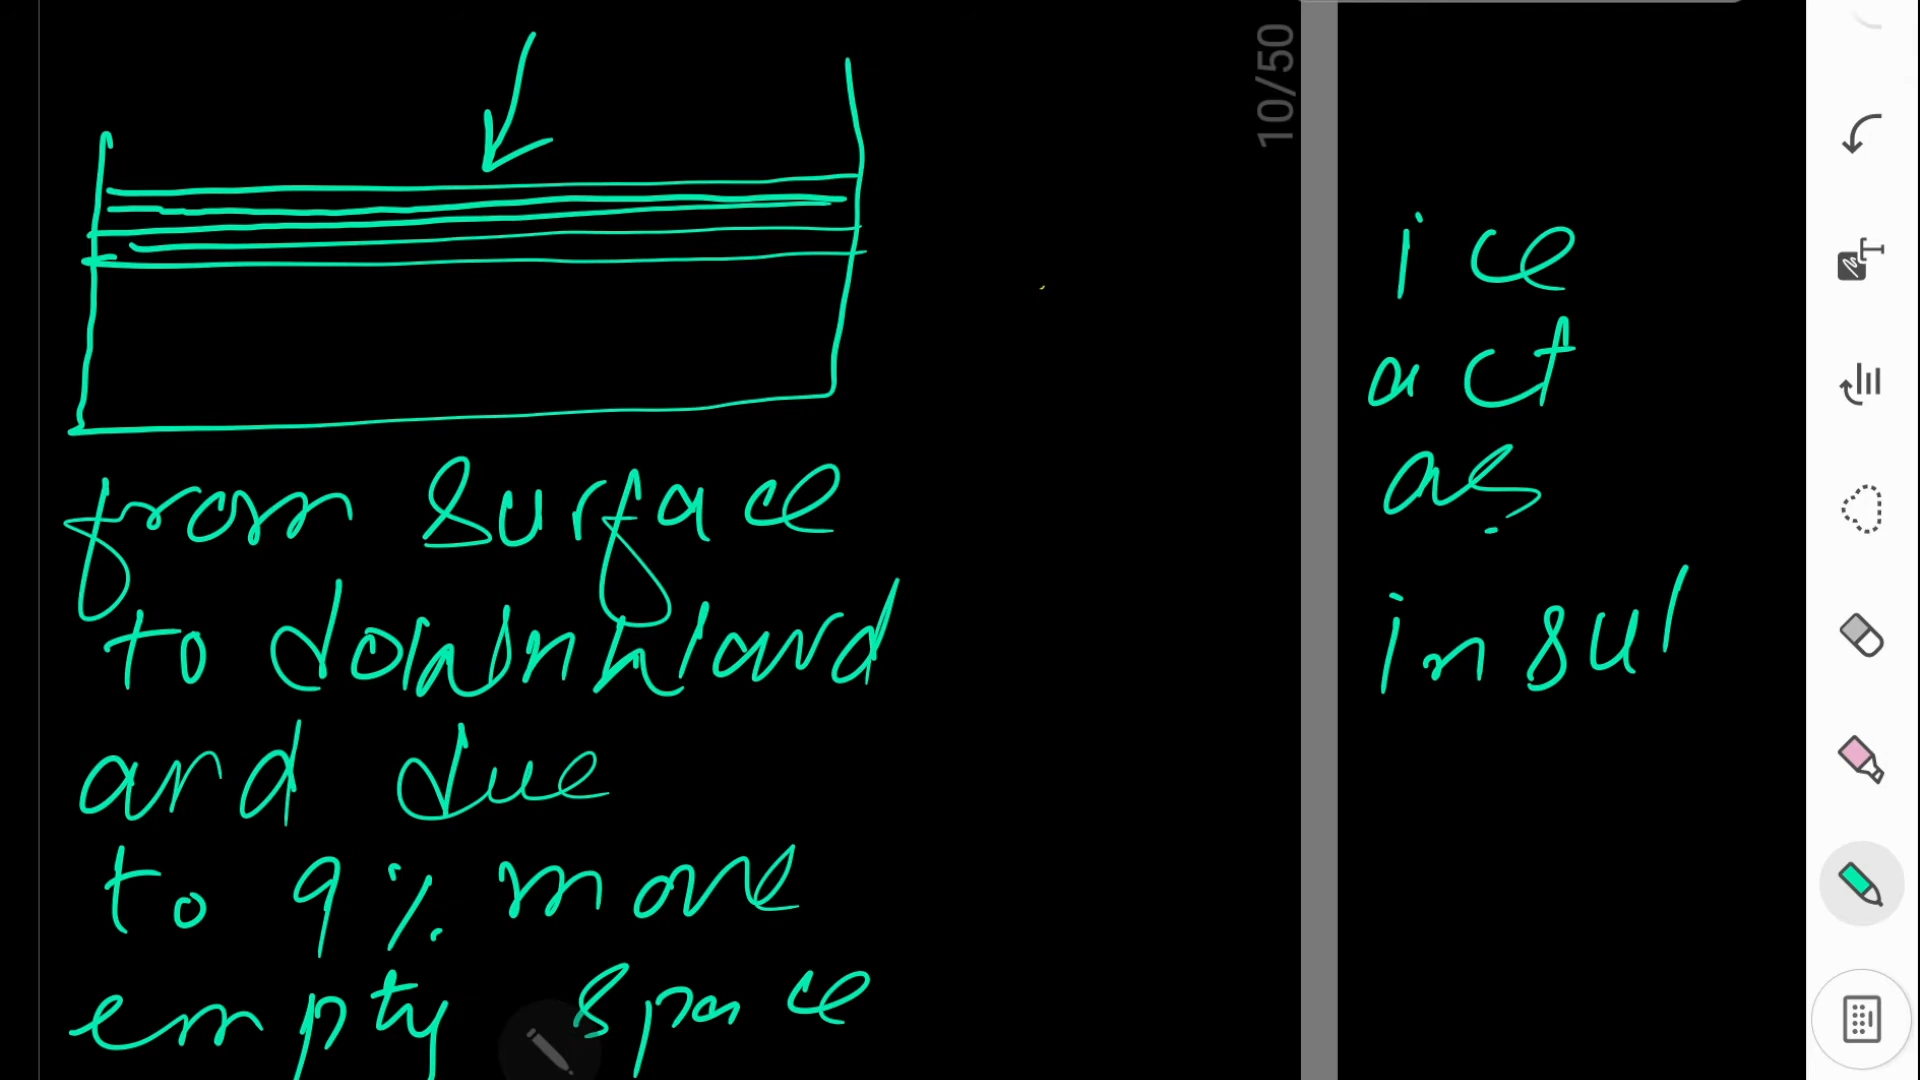 from surface
to downward
and due
to 9% more
empty space
10/50
ice
act
as
insul